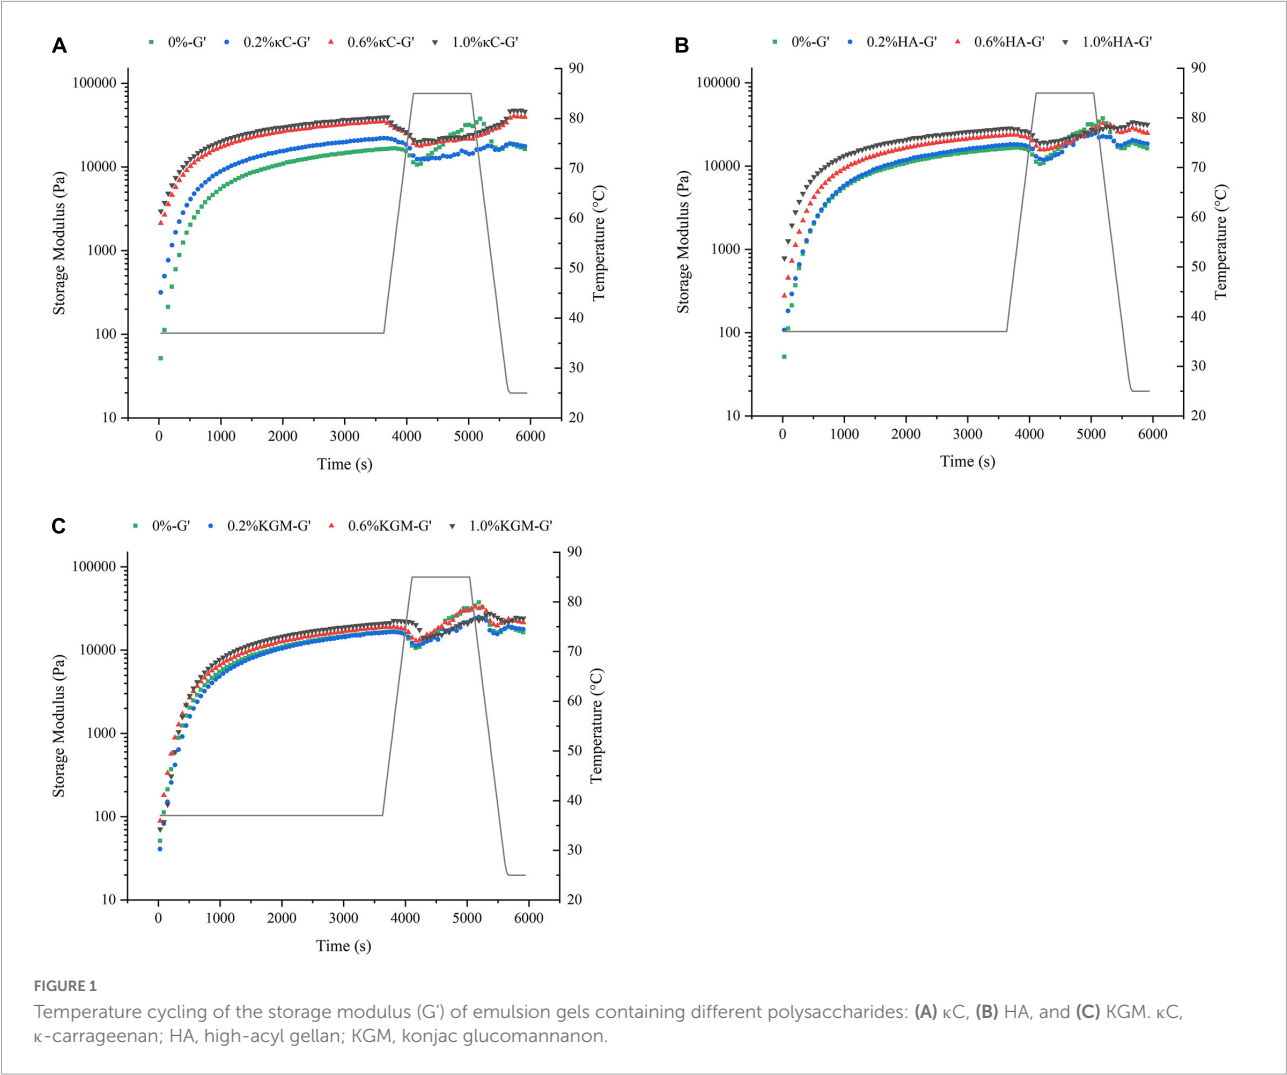 A
0%-G' 0.2%κC-G' 0.6%κC-G' 1.0%κC-G'
100000
10000
1000
100
10
Storage Modulus (Pa)
90
80
70
60
50
40
30
20
Temperature (°C)
0 1000 2000 3000 4000 5000 6000
Time (s)
B
0%-G' 0.2%HA-G' 0.6%HA-G' 1.0%HA-G'
100000
10000
1000
100
10
Storage Modulus (Pa)
90
80
70
60
50
40
30
20
Temperature (°C)
0 1000 2000 3000 4000 5000 6000
Time (s)
C
0%-G' 0.2%KGM-G' 0.6%KGM-G' 1.0%KGM-G'
100000
10000
1000
100
10
Storage Modulus (Pa)
90
80
70
60
50
40
30
20
Temperature (°C)
0 1000 2000 3000 4000 5000 6000
Time (s)
FIGURE 1
Temperature cycling of the storage modulus (G’) of emulsion gels containing different polysaccharides: (A) κC, (B) HA, and (C) KGM. κC,
κ-carrageenan; HA, high-acyl gellan; KGM, konjac glucomannanon.